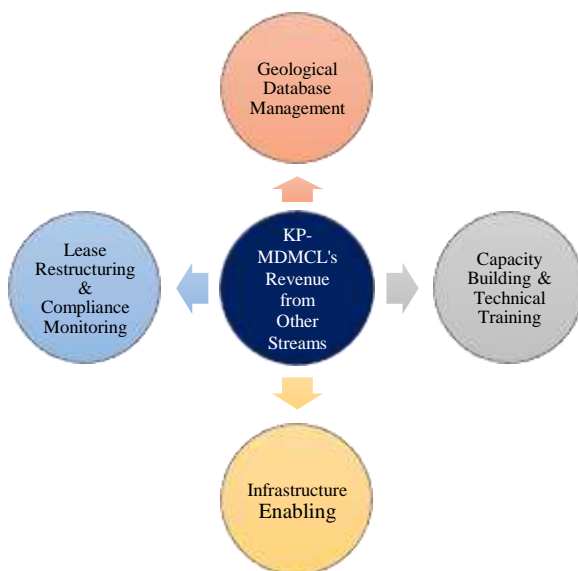 Geological
Database
Management
KP-
MDMCL's
Revenue
from
Other
Streams
Lease
Restructuring
&
Compliance
Monitoring
Capacity
Building &
Technical
Training
Infrastructure
Enabling